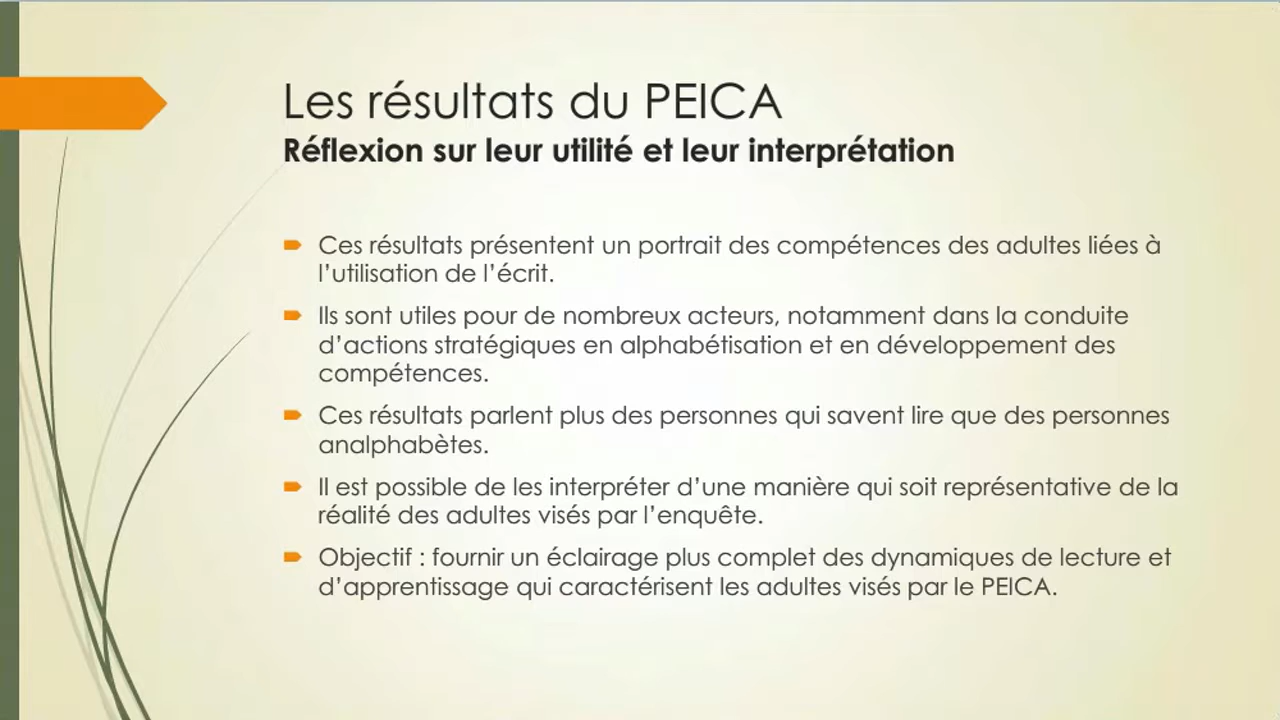 Les résultats du PEICA
Réflexion sur leur utilité et leur interprétation
Ces résultats présentent un portrait des compétences des adultes liées à
l’utilisation de l’écrit.
Ils sont utiles pour de nombreux acteurs, notamment dans la conduite
d’actions stratégiques en alphabétisation et en développement des
compétences.
Ces résultats parlent plus des personnes qui savent lire que des personnes
analphabètes.
Il est possible de les interpréter d’une manière qui soit représentative de la
réalité des adultes visés par l’enquête.
Objectif : fournir un éclairage plus complet des dynamiques de lecture et
d’apprentissage qui caractérisent les adultes visés par le PEICA.